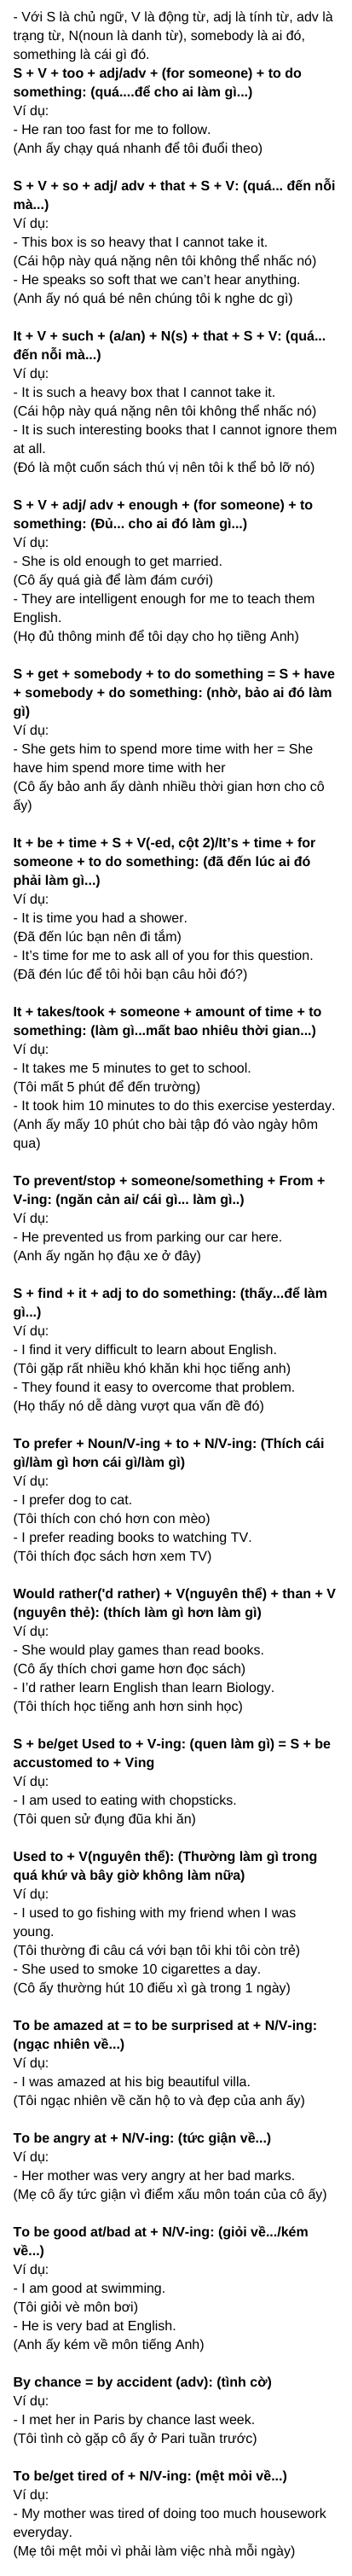 - Với S là chủ ngữ, V là động từ, adj là tính từ, adv là
trạng từ, N(noun là danh từ), somebody là ai đó,
something là cái gì đó.
S + V + too + adj/adv + (for someone) + to do
something: (quá....để cho ai làm gì...)
Ví dụ:
- He ran too fast for me to follow.
(Anh ấy chạy quá nhanh để tôi đuổi theo)
S + V + so + adj/ adv + that + S + V: (quá... đến nỗi
mà...)
Ví dụ:
- This box is so heavy that I cannot take it.
(Cái hộp này quá nặng nên tôi không thể nhấc nó)
- He speaks so soft that we can’t hear anything.
(Anh ấy nó quá bé nên chúng tôi k nghe dc gì)
It + V + such + (a/an) + N(s) + that + S + V: (quá...
đến nỗi mà...)
Ví dụ:
- It is such a heavy box that I cannot take it.
(Cái hộp này quá nặng nên tôi không thể nhấc nó)
- It is such interesting books that I cannot ignore them
at all.
(Đó là một cuốn sách thú vị nên tôi k thể bỏ lỡ nó)
S + V + adj/ adv + enough + (for someone) + to
something: (Đủ... cho ai đó làm gì...)
Ví dụ:
- She is old enough to get married.
(Cô ấy quá già để làm đám cưới)
- They are intelligent enough for me to teach them
English.
(Họ đủ thông minh để tôi dạy cho họ tiềng Anh)
S + get + somebody + to do something = S + have
+ somebody + do something: (nhờ, bảo ai đó làm
gì)
Ví dụ:
- She gets him to spend more time with her = She
have him spend more time with her
(Cô ấy bảo anh ấy dành nhiều thời gian hơn cho cô
ấy)
It + be + time + S + V(-ed, cột 2)/It’s + time + for
someone + to do something: (đã đến lúc ai đó
phải làm gì...)
Ví dụ:
- It is time you had a shower.
(Đã đến lúc bạn nên đi tắm)
- It’s time for me to ask all of you for this question.
(Đã đén lúc để tôi hỏi bạn câu hỏi đó?)
It + takes/took + someone + amount of time + to
something: (làm gì...mất bao nhiêu thời gian...)
Ví dụ:
- It takes me 5 minutes to get to school.
(Tôi mất 5 phút để đến trường)
- It took him 10 minutes to do this exercise yesterday.
(Anh ấy mấy 10 phút cho bài tập đó vào ngày hôm
qua)
To prevent/stop + someone/something + From +
V-ing: (ngăn cản ai/ cái gì... làm gì..)
Ví dụ:
- He prevented us from parking our car here.
(Anh ấy ngăn họ đậu xe ở đây)
S + find + it + adj to do something: (thấy...để làm
gì...)
Ví dụ:
- I find it very difficult to learn about English.
(Tôi gặp rất nhiều khó khăn khi học tiếng anh)
- They found it easy to overcome that problem.
(Họ thấy nó dễ dàng vượt qua vấn đề đó)
To prefer + Noun/V-ing + to + N/V-ing: (Thích cái
gì/làm gì hơn cái gì/làm gì)
Ví dụ:
- I prefer dog to cat.
(Tôi thích con chó hơn con mèo)
- I prefer reading books to watching TV.
(Tôi thích đọc sách hơn xem TV)
Would rather('d rather) + V(nguyên thể) + than + V
(nguyên thẻ): (thích làm gì hơn làm gì)
Ví dụ:
- She would play games than read books.
(Cô ấy thích chơi game hơn đọc sách)
- I’d rather learn English than learn Biology.
(Tôi thích học tiếng anh hơn sinh học)
S + be/get Used to + V-ing: (quen làm gì) = S + be
accustomed to + Ving
Ví dụ:
- I am used to eating with chopsticks.
(Tôi quen sử đụng đũa khi ăn)
Used to + V(nguyên thể): (Thường làm gì trong
quá khứ và bây giờ không làm nữa)
Ví dụ:
- I used to go fishing with my friend when I was
young.
(Tôi thường đi câu cá với bạn tôi khi tôi còn trẻ)
- She used to smoke 10 cigarettes a day.
(Cô ấy thường hút 10 điếu xì gà trong 1 ngày)
To be amazed at = to be surprised at + N/V-ing:
(ngạc nhiên về...)
Ví dụ:
- I was amazed at his big beautiful villa.
(Tôi ngạc nhiên về căn hộ to và đẹp của anh ấy)
To be angry at + N/V-ing: (tức giận về...)
Ví dụ:
- Her mother was very angry at her bad marks.
(Mẹ cô ấy tức giận vì điểm xấu môn toán của cô ấy)
To be good at/bad at + N/V-ing: (giỏi về.../kém
về...)
Ví dụ:
- I am good at swimming.
(Tôi giỏi vè môn bơi)
- He is very bad at English.
(Anh ấy kém về môn tiếng Anh)
By chance = by accident (adv): (tình cờ)
Ví dụ:
- I met her in Paris by chance last week.
(Tôi tình cò gặp cô ấy ở Pari tuần trước)
To be/get tired of + N/V-ing: (mệt mỏi về...)
Ví dụ:
- My mother was tired of doing too much housework
everyday.
(Mẹ tôi mệt mỏi vì phải làm việc nhà mỗi ngày)